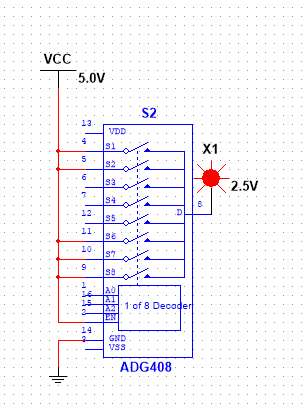 VCC
5.0V
S2
X1
2.5V
13 VDD
4 S1
5 S2
6 S3
7 S4
12 S5
11 S6
10 S7
9 S8
8 D
1 A0
16 A1
15 A2
2 EN
1 of 8 Decoder
14 GND
3 VSS
ADG408